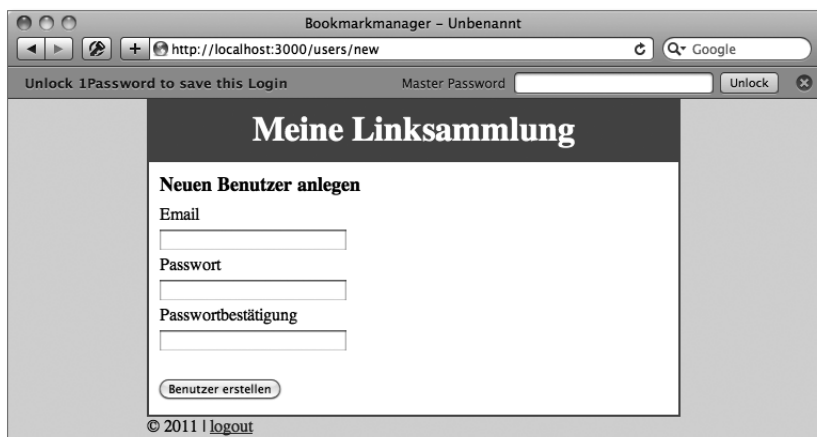 Bookmarkmanager – Unbenannt
http://localhost:3000/users/new
Google
Unlock 1Password to save this Login Master Password Unlock
Meine Linksammlung
Neuen Benutzer anlegen
Email
Passwort
Passwortbestätigung
Benutzer erstellen
© 2011 | logout